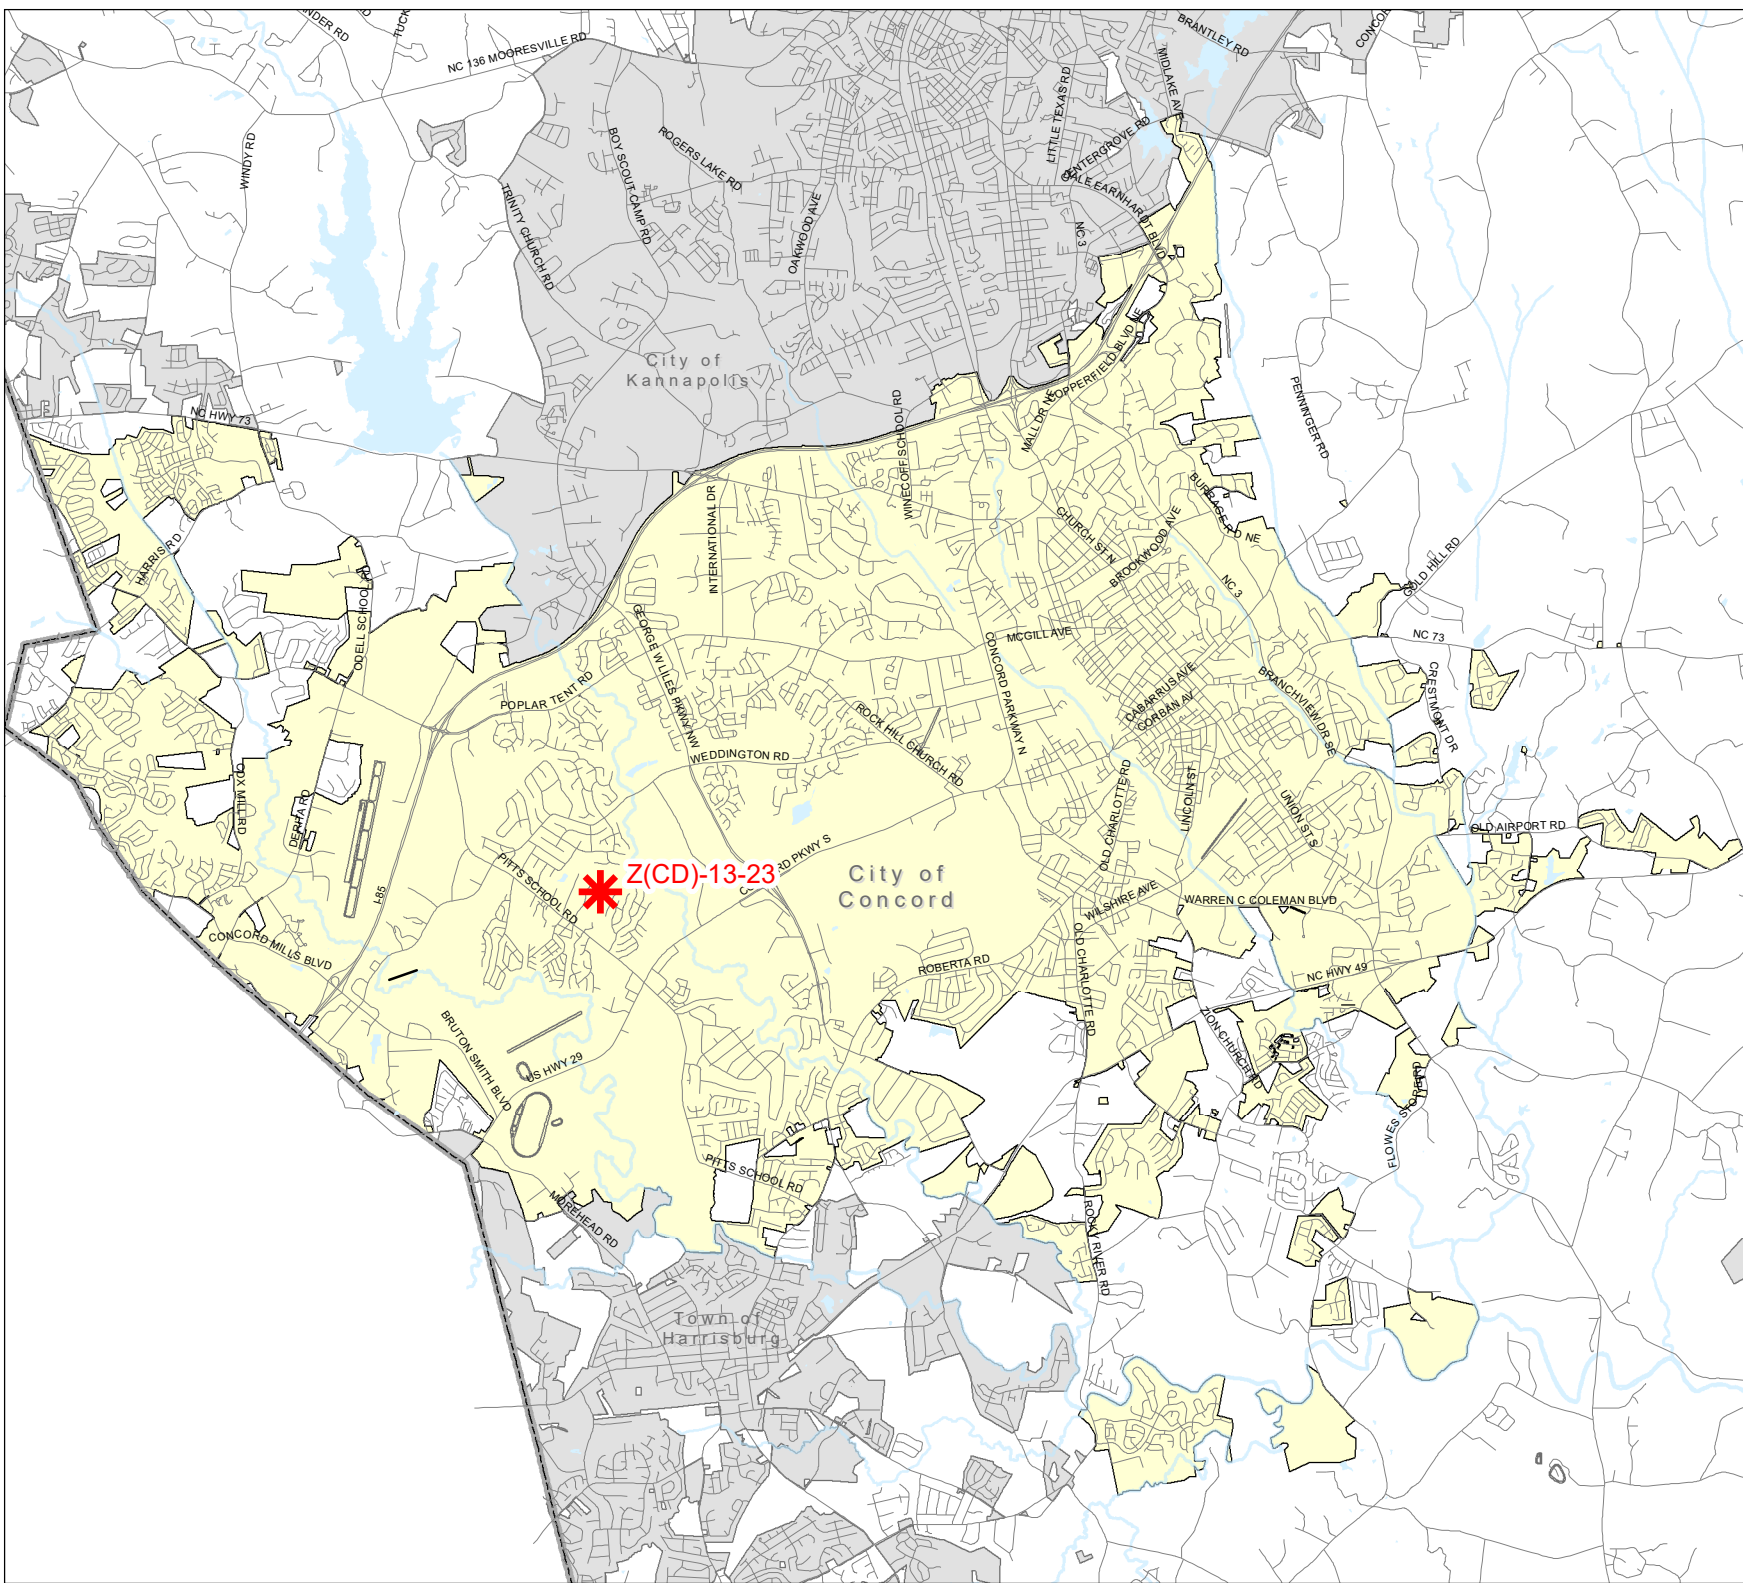 BRANTLEY RD
NC 136 MOORESVILLE RD
MIDLAKE AVE
LITTLE TEXAS RD
WINDY RD
BOY SCOUT CAMP RD
ROGERS LAKE RD
TRINITY CHURCH RD
OAKWOOD AVE
DALE EARNHARDT BLVD
NC 3
City of
Kannapolis
COPPERFIELD BLVD NE
MALL DR NE
PENNINGER RD
NC HWY 73
WINECOFF SCHOOL RD
INTERNATIONAL DR
BURRAGE RD NE
CHURCH ST N
BROOKWOOD AVE
HARRIS RD
ODELL SCHOOL RD
GOLD HILL RD
NC 3
GEORGE W LILES PKWY NW
MCGILL AVE
NC 73
CONCORD PARKWAY N
CRESTMONT DR
POPLAR TENT RD
CABARRUS AVE
CORBAN AV
BRANCHVIEW DR SE
ROCK HILL CHURCH RD
WEDDINGTON RD
COX MILL RD
DERITA RD
OLD CHARLOTTE RD
LINCOLN ST
UNION ST S
OLD AIRPORT RD
PITTS SCHOOL RD
Z(CD)-13-23
City of
Concord
I-85
WILSHIRE AVE
WARREN C COLEMAN BLVD
CONCORD MILLS BLVD
ROBERTA RD
OLD CHARLOTTE RD
NC HWY 49
BRUTON SMITH BLVD
US HWY 29
ZION CHURCH RD
PITTS SCHOOL RD
MOREHEAD RD
ROCKY RIVER RD
Town of
Harrisburg